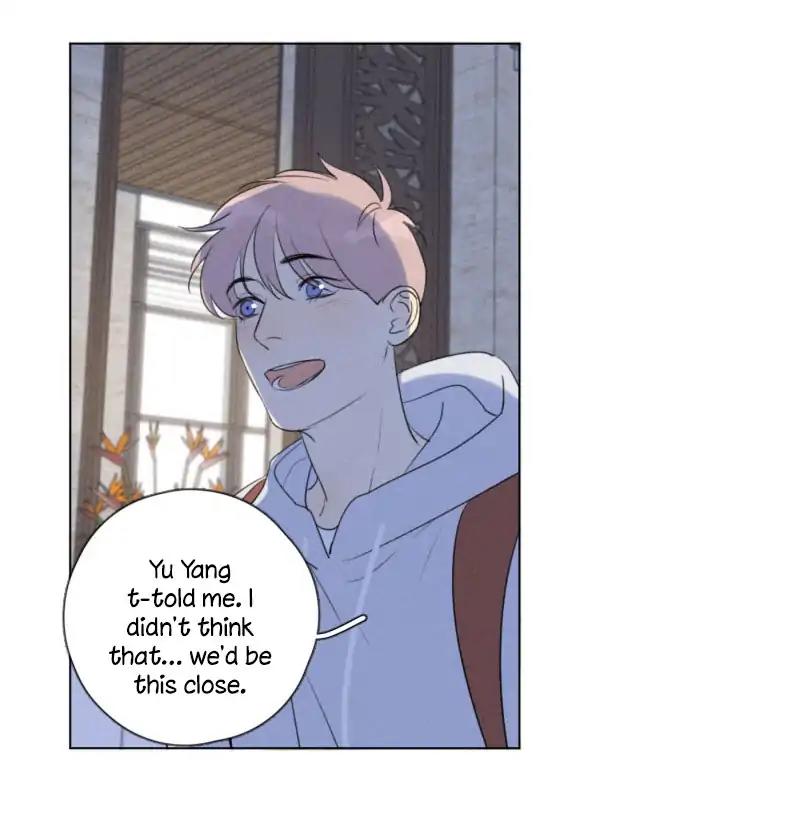 Yu Yang
t-told me. I
didn't think
that... we'd be
this close.